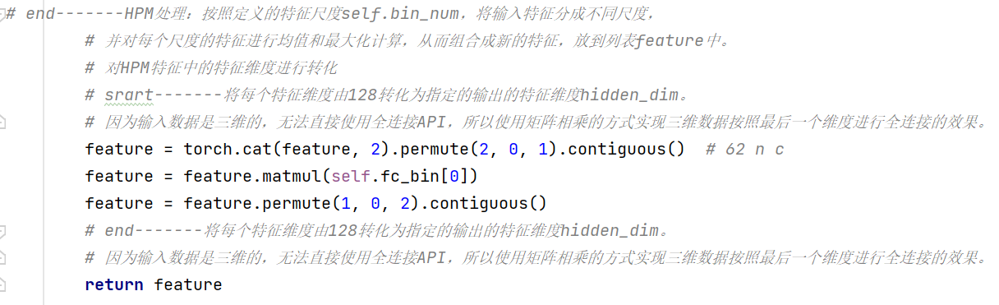 # end-------HPM处理：按照定义的特征尺度self.bin_num，将输入特征分成不同尺度，
# 并对每个尺度的特征进行均值和最大化计算，从而组合成新的特征，放到列表feature中。
# 对HPM特征中的特征维度进行转化
# srart-------将每个特征维度由128转化为指定的输出的特征维度hidden_dim。
# 因为输入数据是三维的，无法直接使用全连接API，所以使用矩阵相乘的方式实现三维数据按照最后一个维度进行全连接的效果。
feature = torch.cat(feature, 2).permute(2, 0, 1).contiguous()  # 62 n c
feature = feature.matmul(self.fc_bin[0])
feature = feature.permute(1, 0, 2).contiguous()
# end-------将每个特征维度由128转化为指定的输出的特征维度hidden_dim。
# 因为输入数据是三维的，无法直接使用全连接API，所以使用矩阵相乘的方式实现三维数据按照最后一个维度进行全连接的效果。
return feature